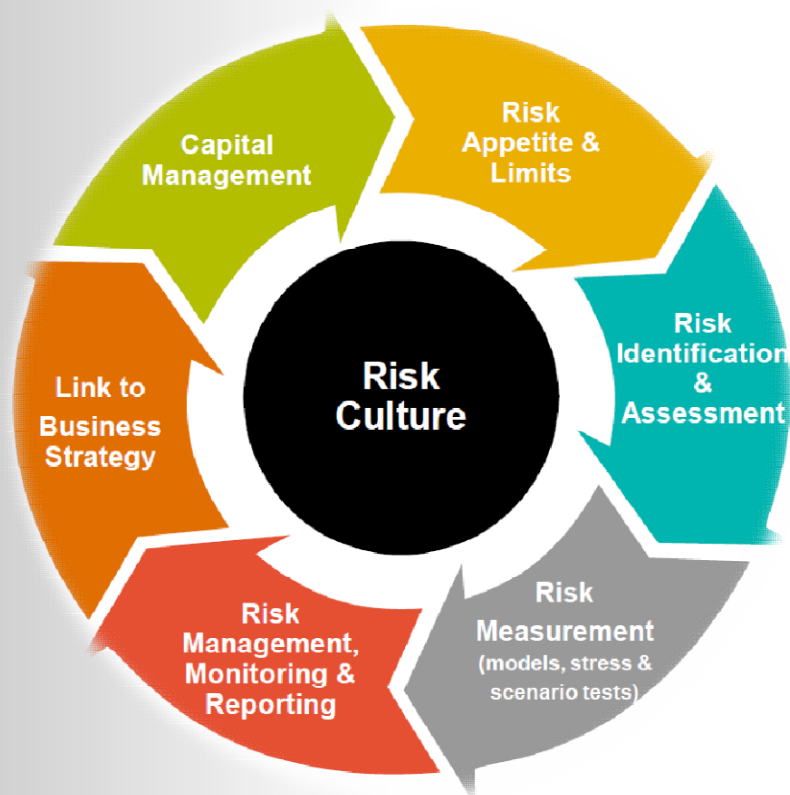 Capital
Management
Risk
Appetite &
Limits
Risk
Identification
&
Assessment
Risk
Measurement
(models, stress &
scenario tests)
Risk
Management,
Monitoring &
Reporting
Link to
Business
Strategy
Risk
Culture